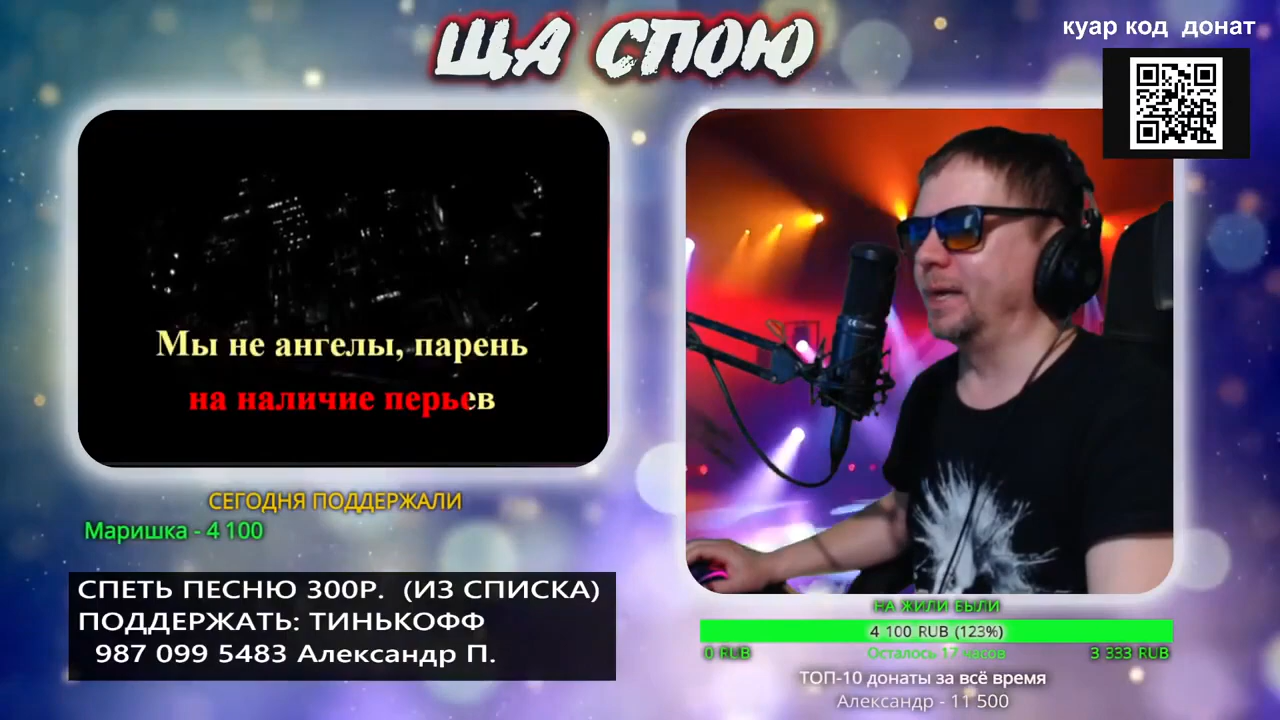 ЩА СПОЮ
куар код донат
Мы не ангелы, парень
на наличие перьев
СЕГОДНЯ ПОДДЕРЖАЛИ
Маришка - 4 100
СПЕТЬ ПЕСНЮ 300Р. (ИЗ СПИСКА)
ПОДДЕРЖАТЬ: ТИНЬКОФФ
987 099 5483 Александр П.
НА ЖИЛИ БЫЛИ
4 100 RUB (123%)
0 RUB
Осталось 17 часов
3 333 RUB
ТОП-10 донаты за всё время
Александр - 11 500